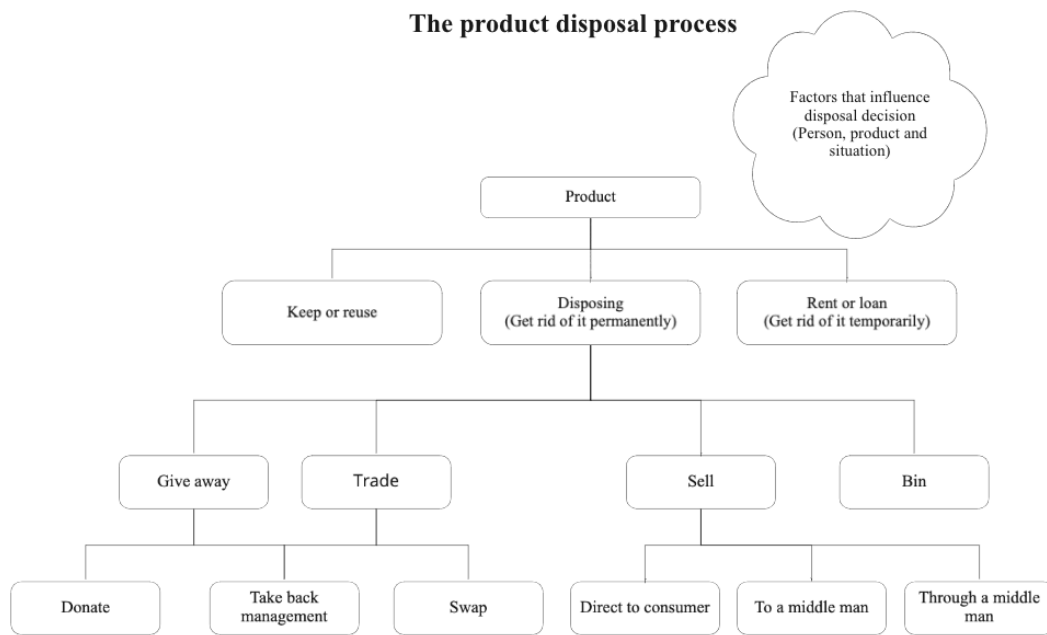 The product disposal process
Factors that influence
disposal decision
(Person, product and
situation)
Product
Keep or reuse
Disposing
(Get rid of it permanently)
Rent or loan
(Get rid of it temporarily)
Give away
Trade
Sell
Bin
Donate
Take back
management
Swap
Direct to consumer
To a middle man
Through a middle
man